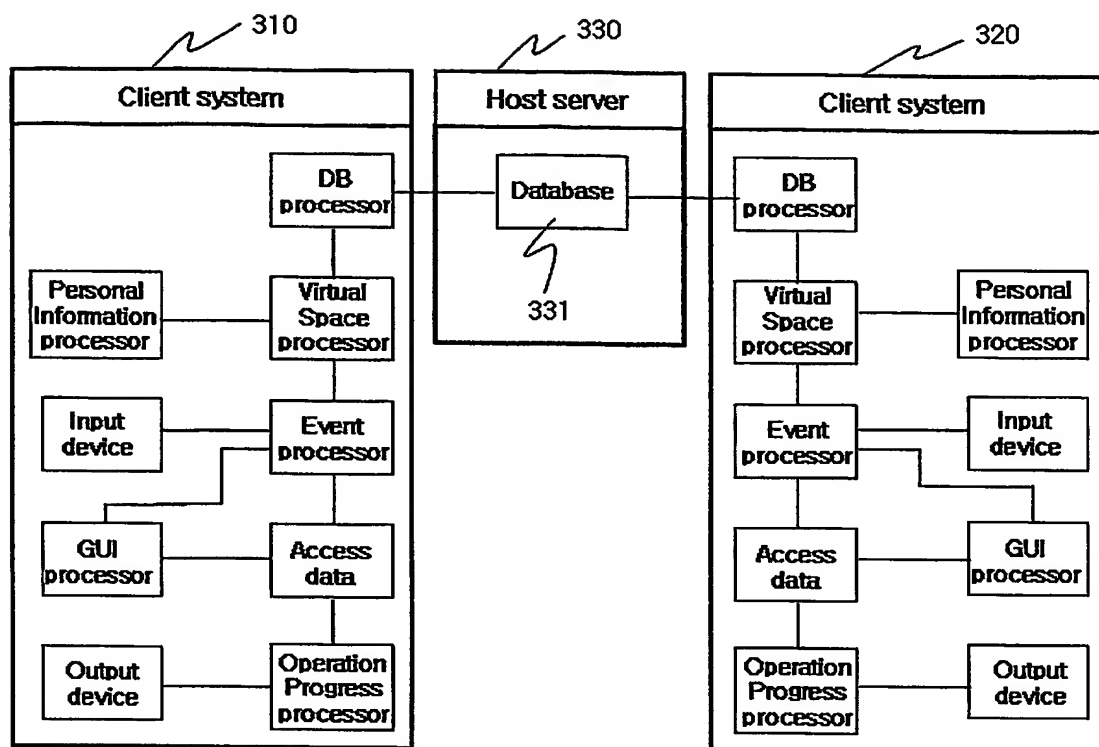 310
330
320
Client system
Host server
Client system
DB
processor
Database
DB
processor
331
Personal
Information
processor
Virtual
Space
processor
Virtual
Space
processor
Personal
Information
processor
Input
device
Event
processor
Event
processor
Input
device
GUI
processor
Access
data
Access
data
GUI
processor
Output
device
Operation
Progress
processor
Operation
Progress
processor
Output
device